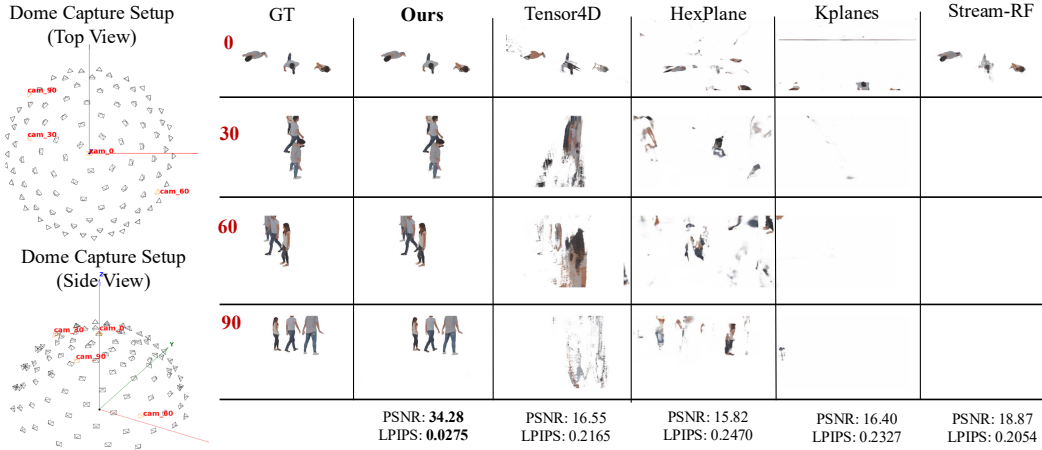 Dome Capture Setup
(Top View)
cam_90
cam_30
cam_0
cam_60
Dome Capture Setup
(Side View)
Z
Y
cam_30
cam_0
cam_90
cam_60
GT
Ours
Tensor4D
HexPlane
Kplanes
Stream-RF
0
30
60
90
PSNR: 34.28
LPIPS: 0.0275
PSNR: 16.55
LPIPS: 0.2165
PSNR: 15.82
LPIPS: 0.2470
PSNR: 16.40
LPIPS: 0.2327
PSNR: 18.87
LPIPS: 0.2054